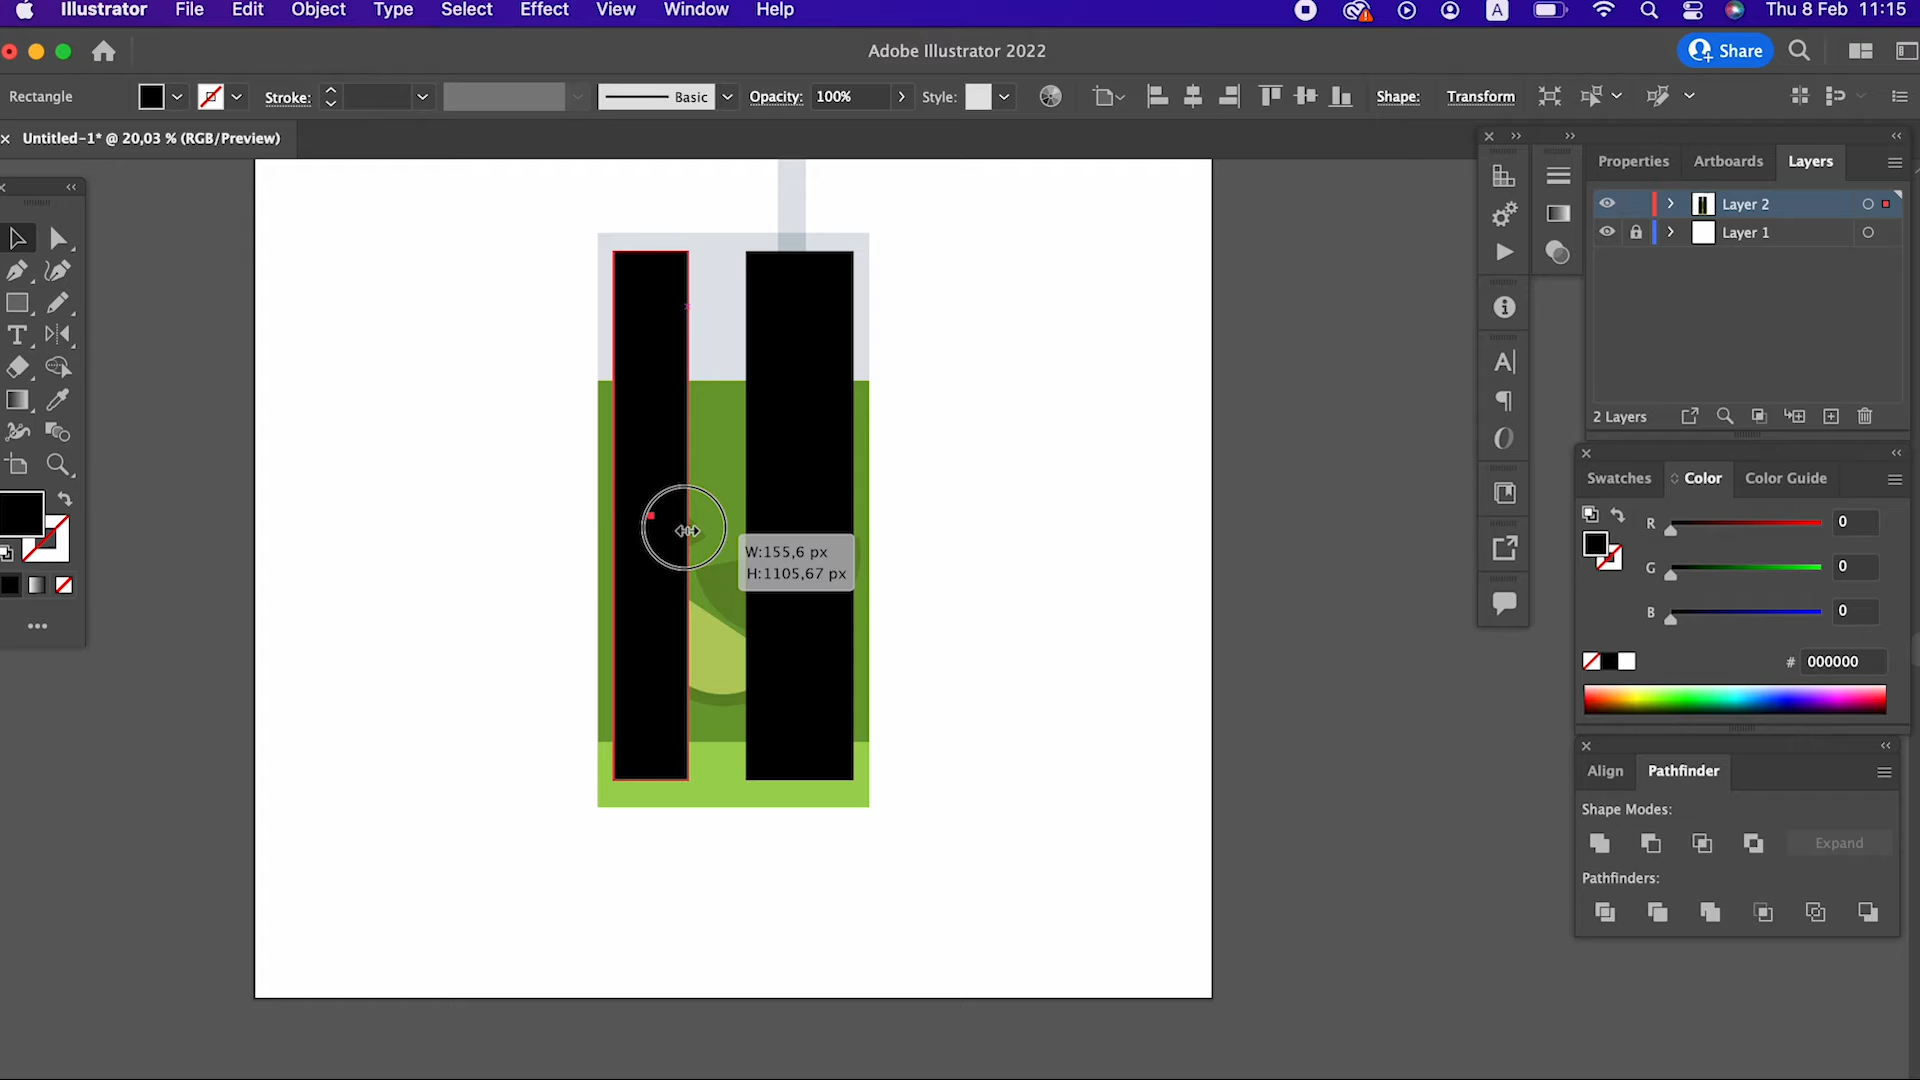 Illustrator File Edit Object Type Select Effect View Window Help A Thu 8 Feb 11:15
Adobe Illustrator 2022 Share
Rectangle Stroke: Basic Opacity: 100% Style: Shape: Transform
× Untitled-1* @ 20,03 % (RGB/Preview)
Properties Artboards Layers
Layer 2
Layer 1
2 Layers
Swatches Color Color Guide
R 0
G 0
B 0
# 000000
W:155,6 px
H:1105,67 px
Align Pathfinder
Shape Modes:
Expand
Pathfinders: